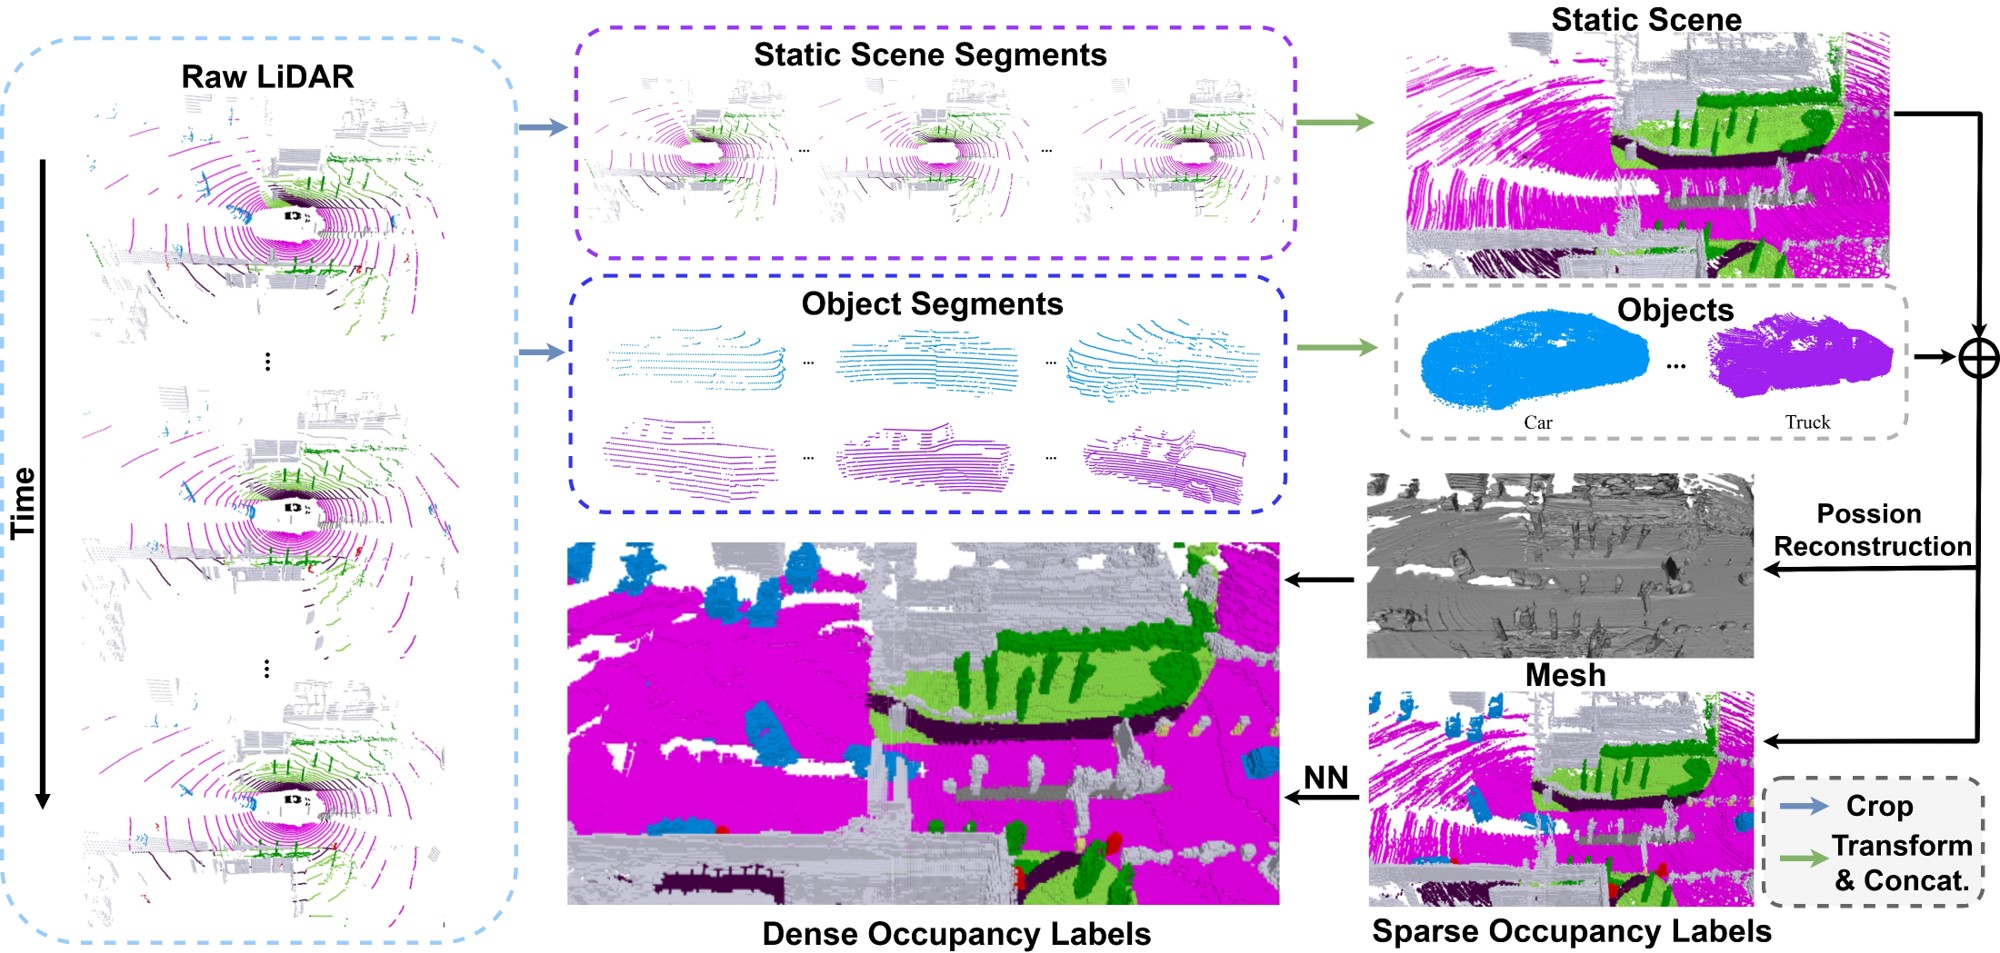 Raw LiDAR
...
...
Time
Static Scene Segments
... ...
Object Segments
... ...
... ...
Static Scene
Objects
...
Car Truck
Possion
Reconstruction
Mesh
NN
Dense Occupancy Labels
Sparse Occupancy Labels
Crop
Transform
& Concat.